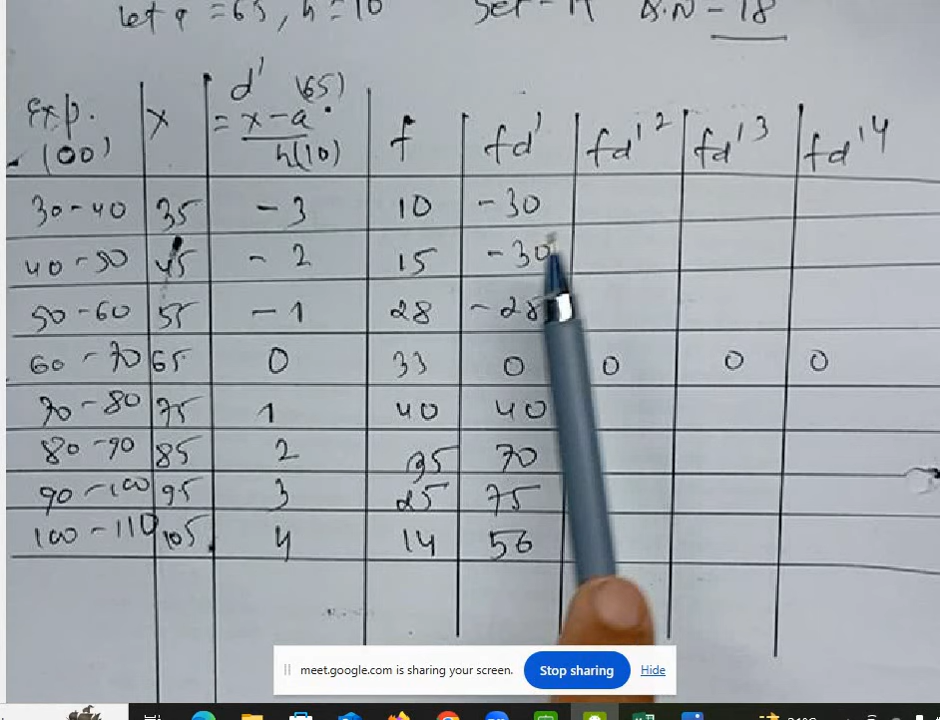 let a = 65, h = 10 Set - 14 Q.N - 18
d' (65)
Exp. x = x - a f fd' fd'² fd'³ fd'⁴
(00) h(10)
30-40 35 -3 10 -30
40-50 45 -2 15 -30
50-60 55 -1 28 -28
60-70 65 0 33 0 0 0 0
70-80 75 1 40 40
80-90 85 2 35 70
90-100 95 3 25 75
100-110 105 4 14 56
meet.google.com is sharing your screen. Stop sharing Hide